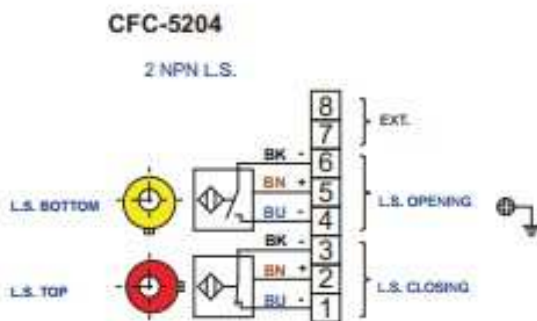 CFC-5204
2 NPN L.S.
8
7
EXT.
BK -
6
BN +
5
BU -
4
L.S. BOTTOM
L.S. OPENING
BK -
3
BN +
2
BU -
1
L.S. TOP
L.S. CLOSING